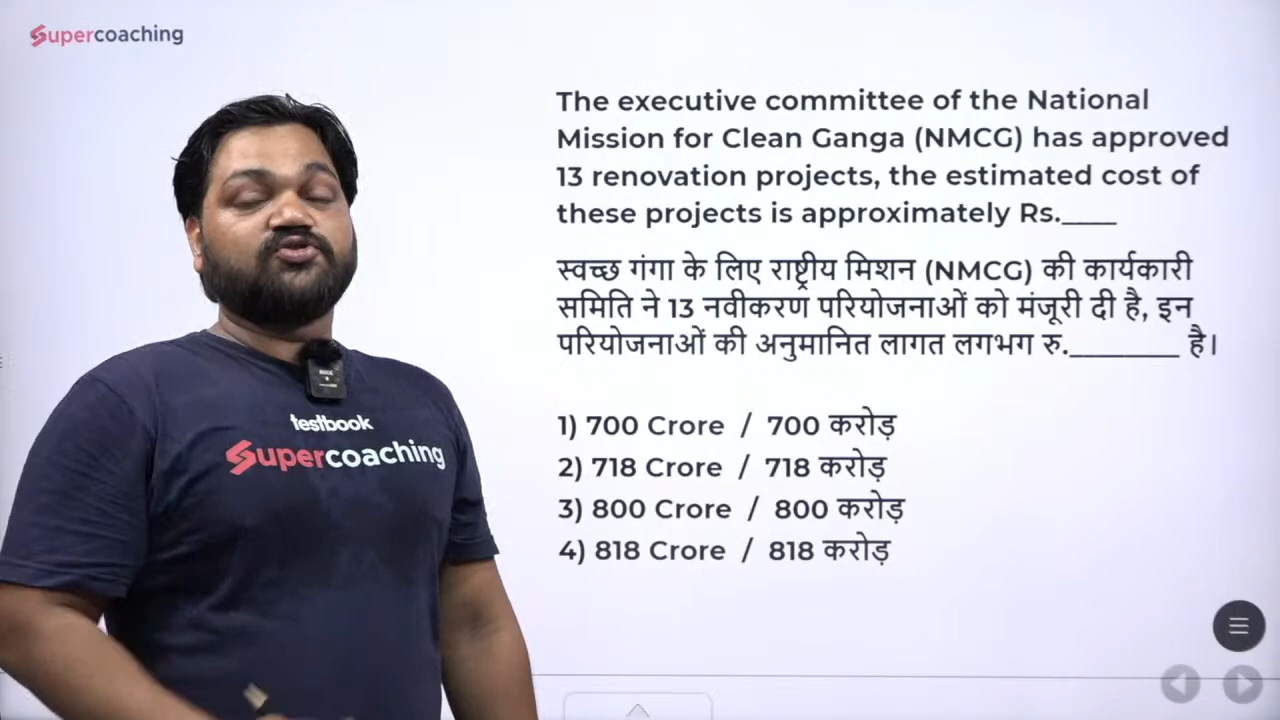 Supercoaching
The executive committee of the National
Mission for Clean Ganga (NMCG) has approved
13 renovation projects, the estimated cost of
these projects is approximately Rs.____
स्वच्छ गंगा के लिए राष्ट्रीय मिशन (NMCG) की कार्यकारी
समिति ने 13 नवीकरण परियोजनाओं को मंजूरी दी है, इन
परियोजनाओं की अनुमानित लागत लगभग रु.________ है।
1) 700 Crore / 700 करोड़
2) 718 Crore / 718 करोड़
3) 800 Crore / 800 करोड़
4) 818 Crore / 818 करोड़
testbook
Supercoaching